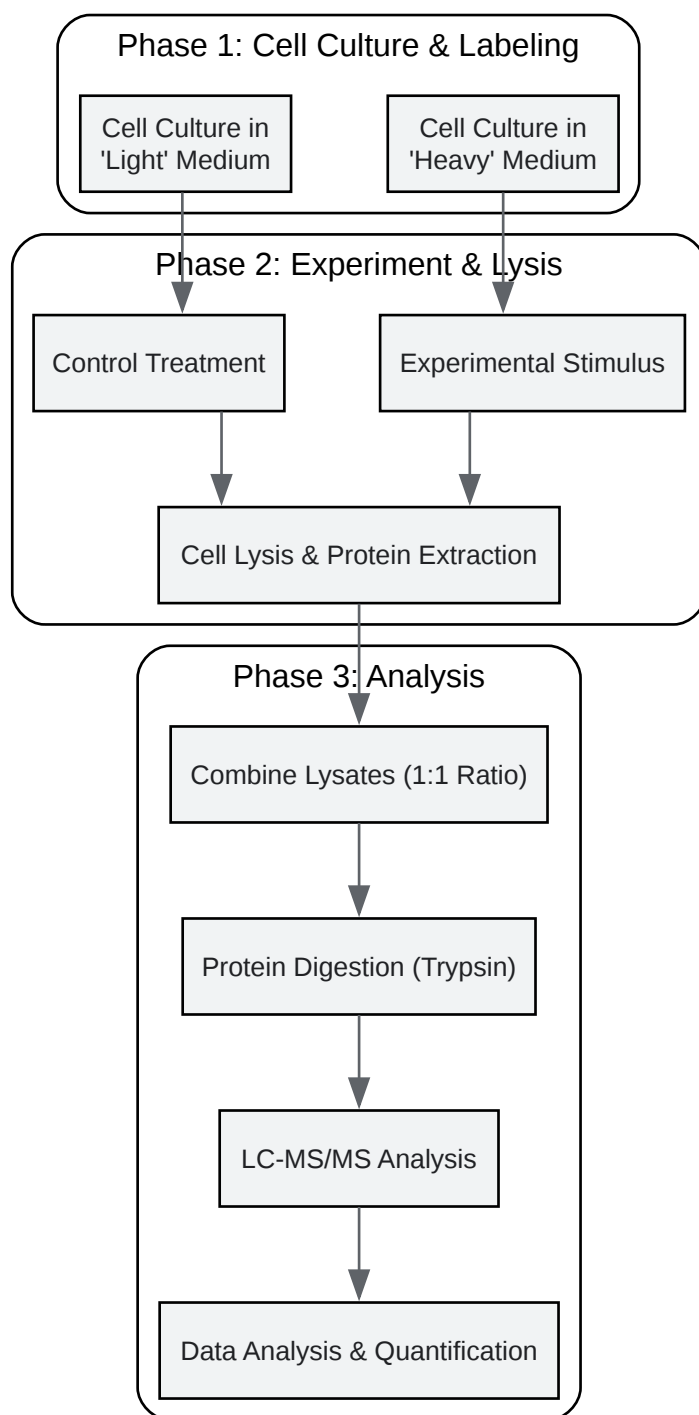 Phase 1: Cell Culture & Labeling
Cell Culture in
'Light' Medium
Cell Culture in
'Heavy' Medium
Phase 2: Experiment & Lysis
Control Treatment
Experimental Stimulus
Cell Lysis & Protein Extraction
Phase 3: Analysis
Combine Lysates (1:1 Ratio)
Protein Digestion (Trypsin)
LC-MS/MS Analysis
Data Analysis & Quantification